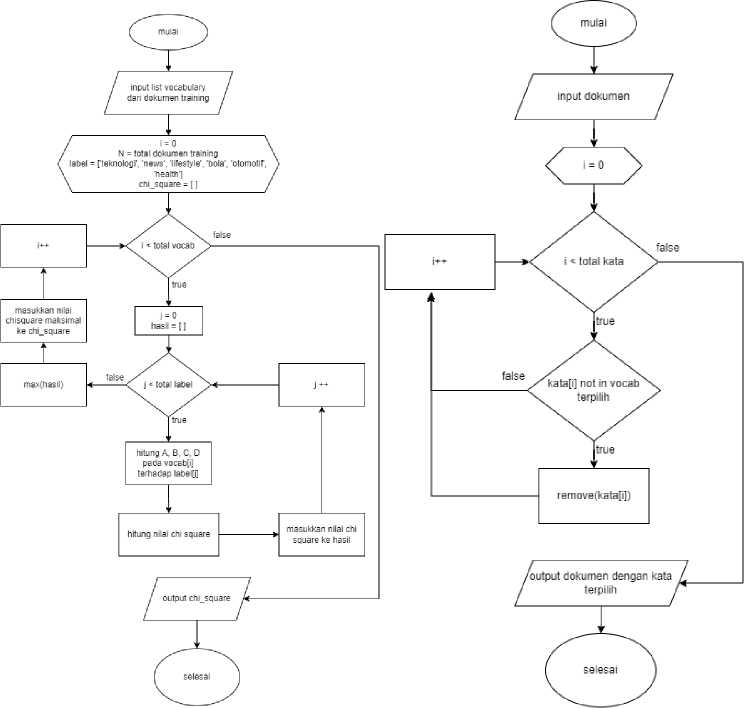 mulai
input list vocabulary
dari dokumen training
i = 0
N = total dokumen training
label = ['teknologi', 'news', 'lifestyle', 'bola', 'otomotif',
'health']
chi_square = [ ]
i++
i < total vocab
false
true
masukkan nilai
chisquare maksimal
ke chi_square
j = 0
hasil = [ ]
max(hasil)
false
j < total label
j ++
true
hitung A, B, C, D
pada vocab[i]
terhadap label[j]
hitung nilai chi square
masukkan nilai chi
square ke hasil
output chi_square
selesai
mulai
input dokumen
i = 0
i++
i < total kata
false
true
false
kata[i] not in vocab
terpilih
true
remove(kata[i])
output dokumen dengan kata
terpilih
selesai